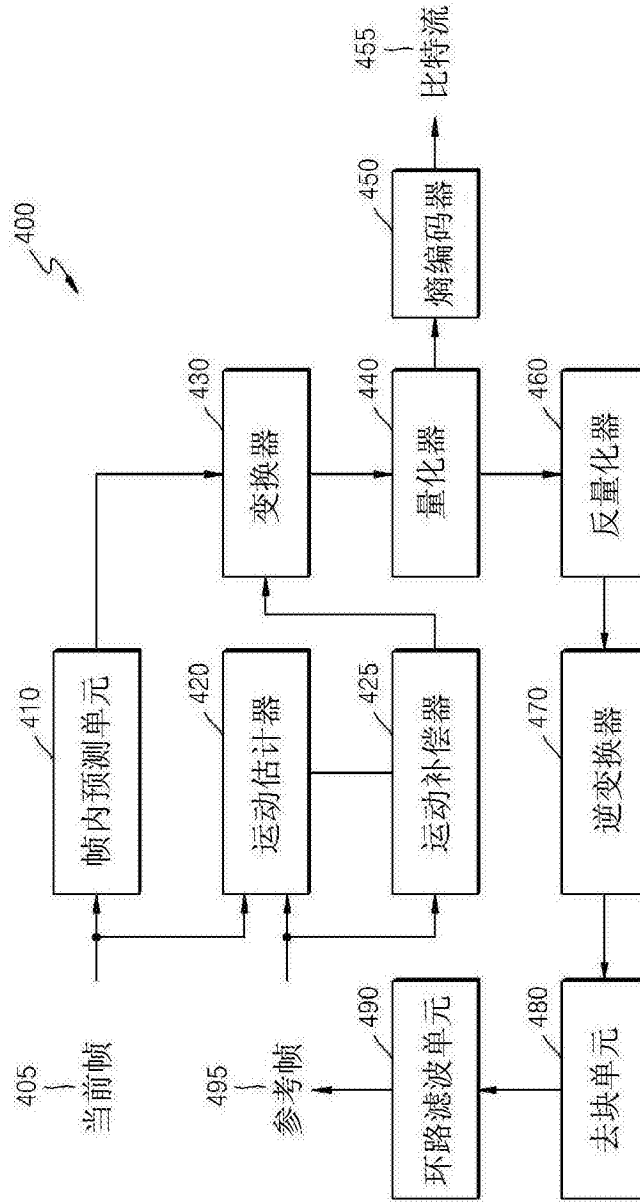 400
405
当前帧
410
帧内预测单元
430
变换器
420
运动估计器
495
参考帧
425
运动补偿器
440
量化器
450
熵编码器
455
比特流
490
环路滤波单元
460
反量化器
470
逆变换器
480
去块单元